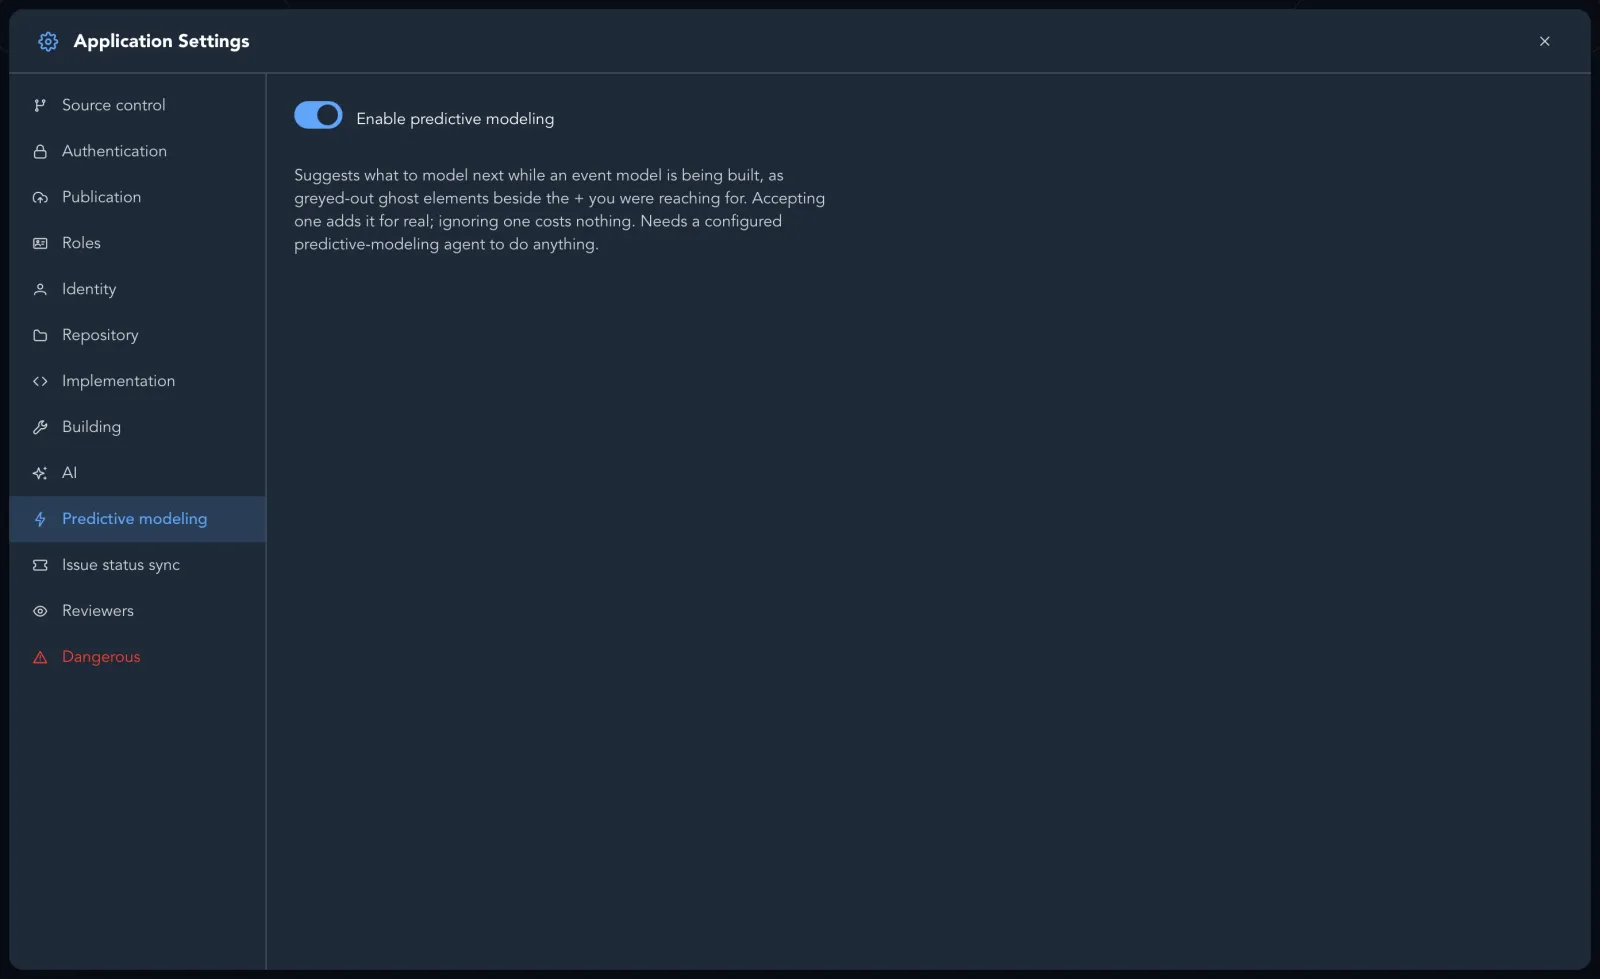 Application Settings
Source control
Authentication
Publication
Roles
Identity
Repository
Implementation
Building
AI
Predictive modeling
Issue status sync
Reviewers
Dangerous
Enable predictive modeling
Suggests what to model next while an event model is being built, as
greyed-out ghost elements beside the + you were reaching for. Accepting
one adds it for real; ignoring one costs nothing. Needs a configured
predictive-modeling agent to do anything.